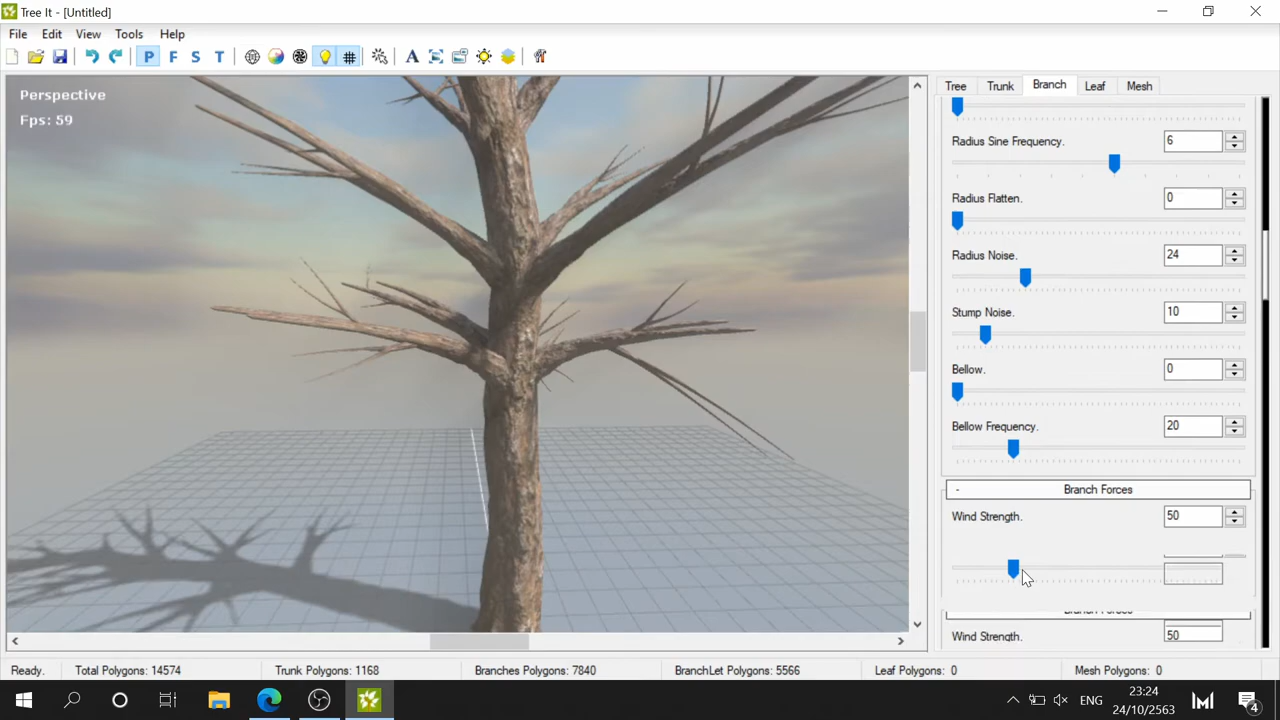 Tree It - [Untitled]
File Edit View Tools Help
P F S T A
Perspective
Fps: 59
Tree Trunk Branch Leaf Mesh
Radius Sine Frequency. 6
Radius Flatten. 0
Radius Noise. 24
Stump Noise. 10
Bellow. 0
Bellow Frequency. 20
- Branch Forces
Wind Strength. 50
Branch Forces
Wind Strength. 50
Ready. Total Polygons: 14574 Trunk Polygons: 1168 Branches Polygons: 7840 BranchLet Polygons: 5566 Leaf Polygons: 0 Mesh Polygons: 0
ENG
23:24
24/10/2563
4